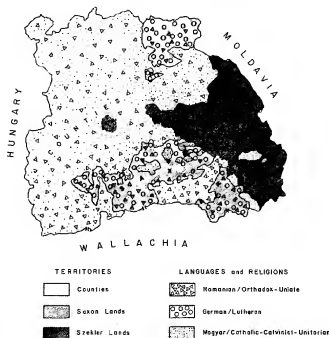 MOLDAVIA
HUNGARY
COUNTIES
WALLACHIA
TERRITORIES
Counties
Saxon Lands
Szekler Lands
LANGUAGES and RELIGIONS
Romanian/Orthodox-Uniate
German/Lutheran
Magyar/Catholic-Calvinist-Unitarian